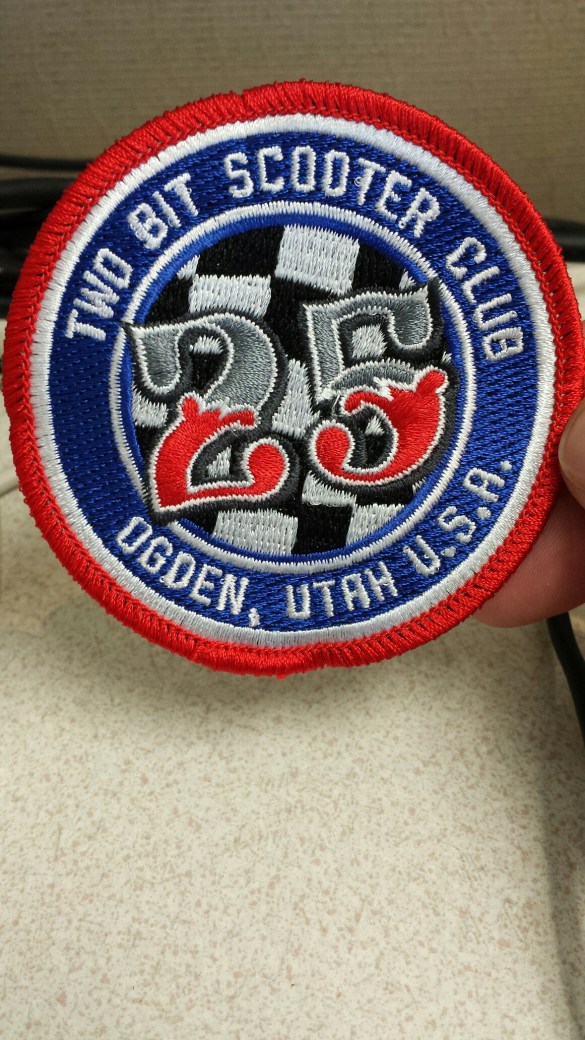 TWO BIT SCOOTER CLUB
25
OGDEN, UTAH U.S.A.